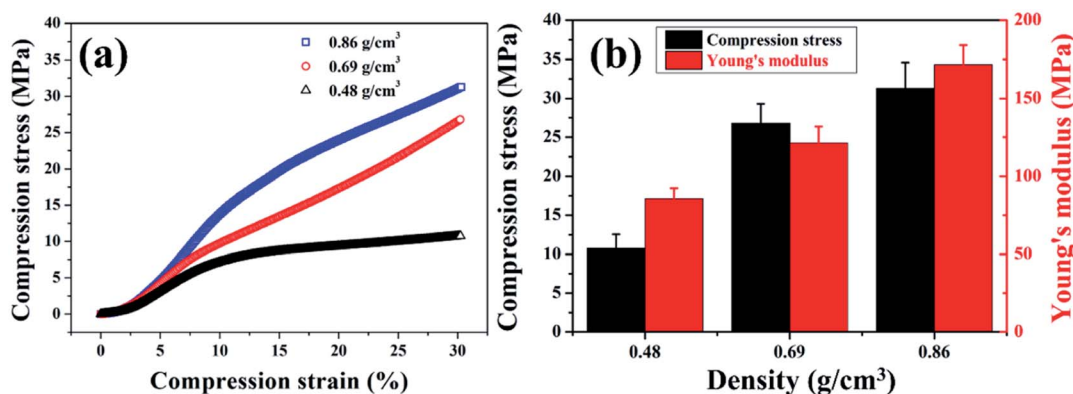 (a)
0.86 g/cm³
0.69 g/cm³
0.48 g/cm³
Compression stress (MPa)
40
35
30
25
20
15
10
5
0
0 5 10 15 20 25 30
Compression strain (%)
(b)
Compression stress
Young's modulus
Compression stress (MPa)
40
35
30
25
20
15
10
5
0
200
150
100
50
0
Young's modulus (MPa)
0.48 0.69 0.86
Density (g/cm³)